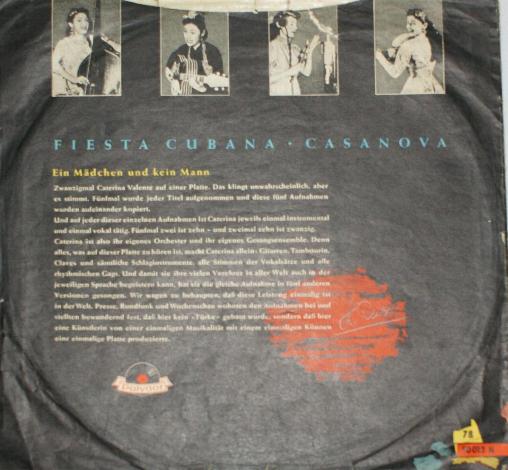 FIESTA CUBANA · CASANOVA
Ein Mädchen und kein Mann
Zwanzigmal Caterina Valente auf einer Platte. Das klingt unwahrscheinlich, aber
es stimmt. Fünfmal wurde jeder Titel aufgenommen und diese fünf Aufnahmen
wurden aufeinander kopiert.
Und auf jeder dieser einzelnen Aufnahmen ist Caterina jeweils einmal instrumental
und einmal vokal tätig. Fünfmal zwei ist zehn – und zweimal zehn ist zwanzig.
Caterina ist also ihr eigenes Orchester und ihr eigenes Gesangsensemble. Denn
alles, was auf dieser Platte zu hören ist, macht Caterina allein: Gitarren, Tambourin,
Claves und sämtliche Schlaginstrumente, alle Stimmen der Vokalsätze und alle
rhythmischen Gags. Und damit sie ihre vielen Verehrer in aller Welt auch in der
jeweiligen Sprache begeistern kann, hat sie die gleiche Aufnahme in fünf anderen
Versionen gesungen. Wir wagen zu behaupten, daß diese Leistung einmalig ist
in der Welt. Presse, Rundfunk und Wochenschau wohnten den Aufnahmen bei und
stellten bewundernd fest, daß hier kein »Türke« gebaut wurde, sondern daß hier
eine Künstlerin von einer einmaligen Musikalität mit einem einmaligen Können
eine einmalige Platte produzierte.
Polydor
78